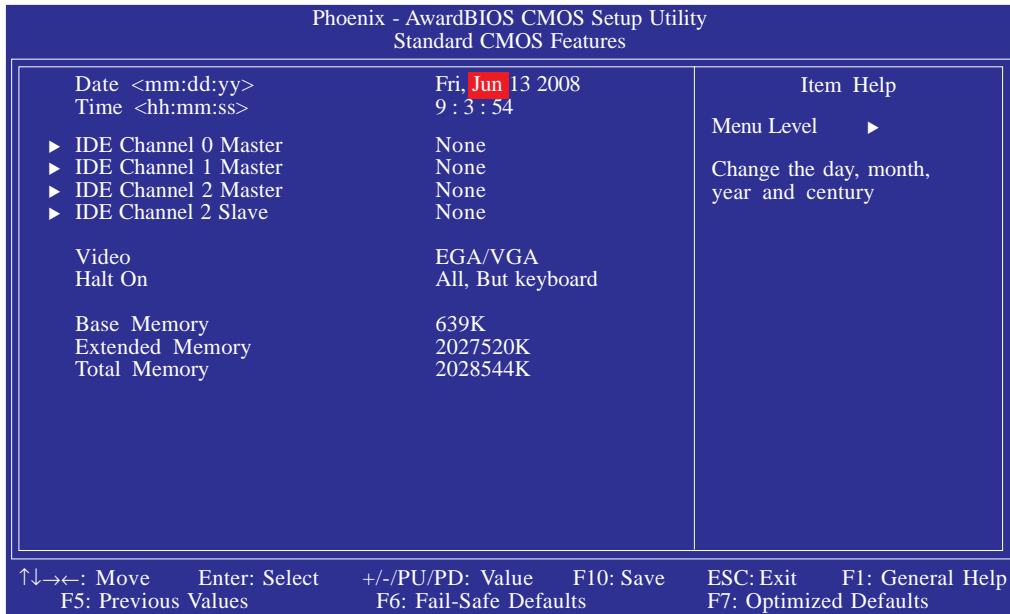 Phoenix - AwardBIOS CMOS Setup Utility
Standard CMOS Features
Date <mm:dd:yy> Fri, Jun 13 2008
Time <hh:mm:ss> 9 : 3 : 54
▶ IDE Channel 0 Master None
▶ IDE Channel 1 Master None
▶ IDE Channel 2 Master None
▶ IDE Channel 2 Slave None
Video EGA/VGA
Halt On All, But keyboard
Base Memory 639K
Extended Memory 2027520K
Total Memory 2028544K
Item Help
Menu Level ▶
Change the day, month,
year and century
↑↓→←: Move Enter: Select +/-/PU/PD: Value F10: Save ESC: Exit F1: General Help
F5: Previous Values F6: Fail-Safe Defaults F7: Optimized Defaults